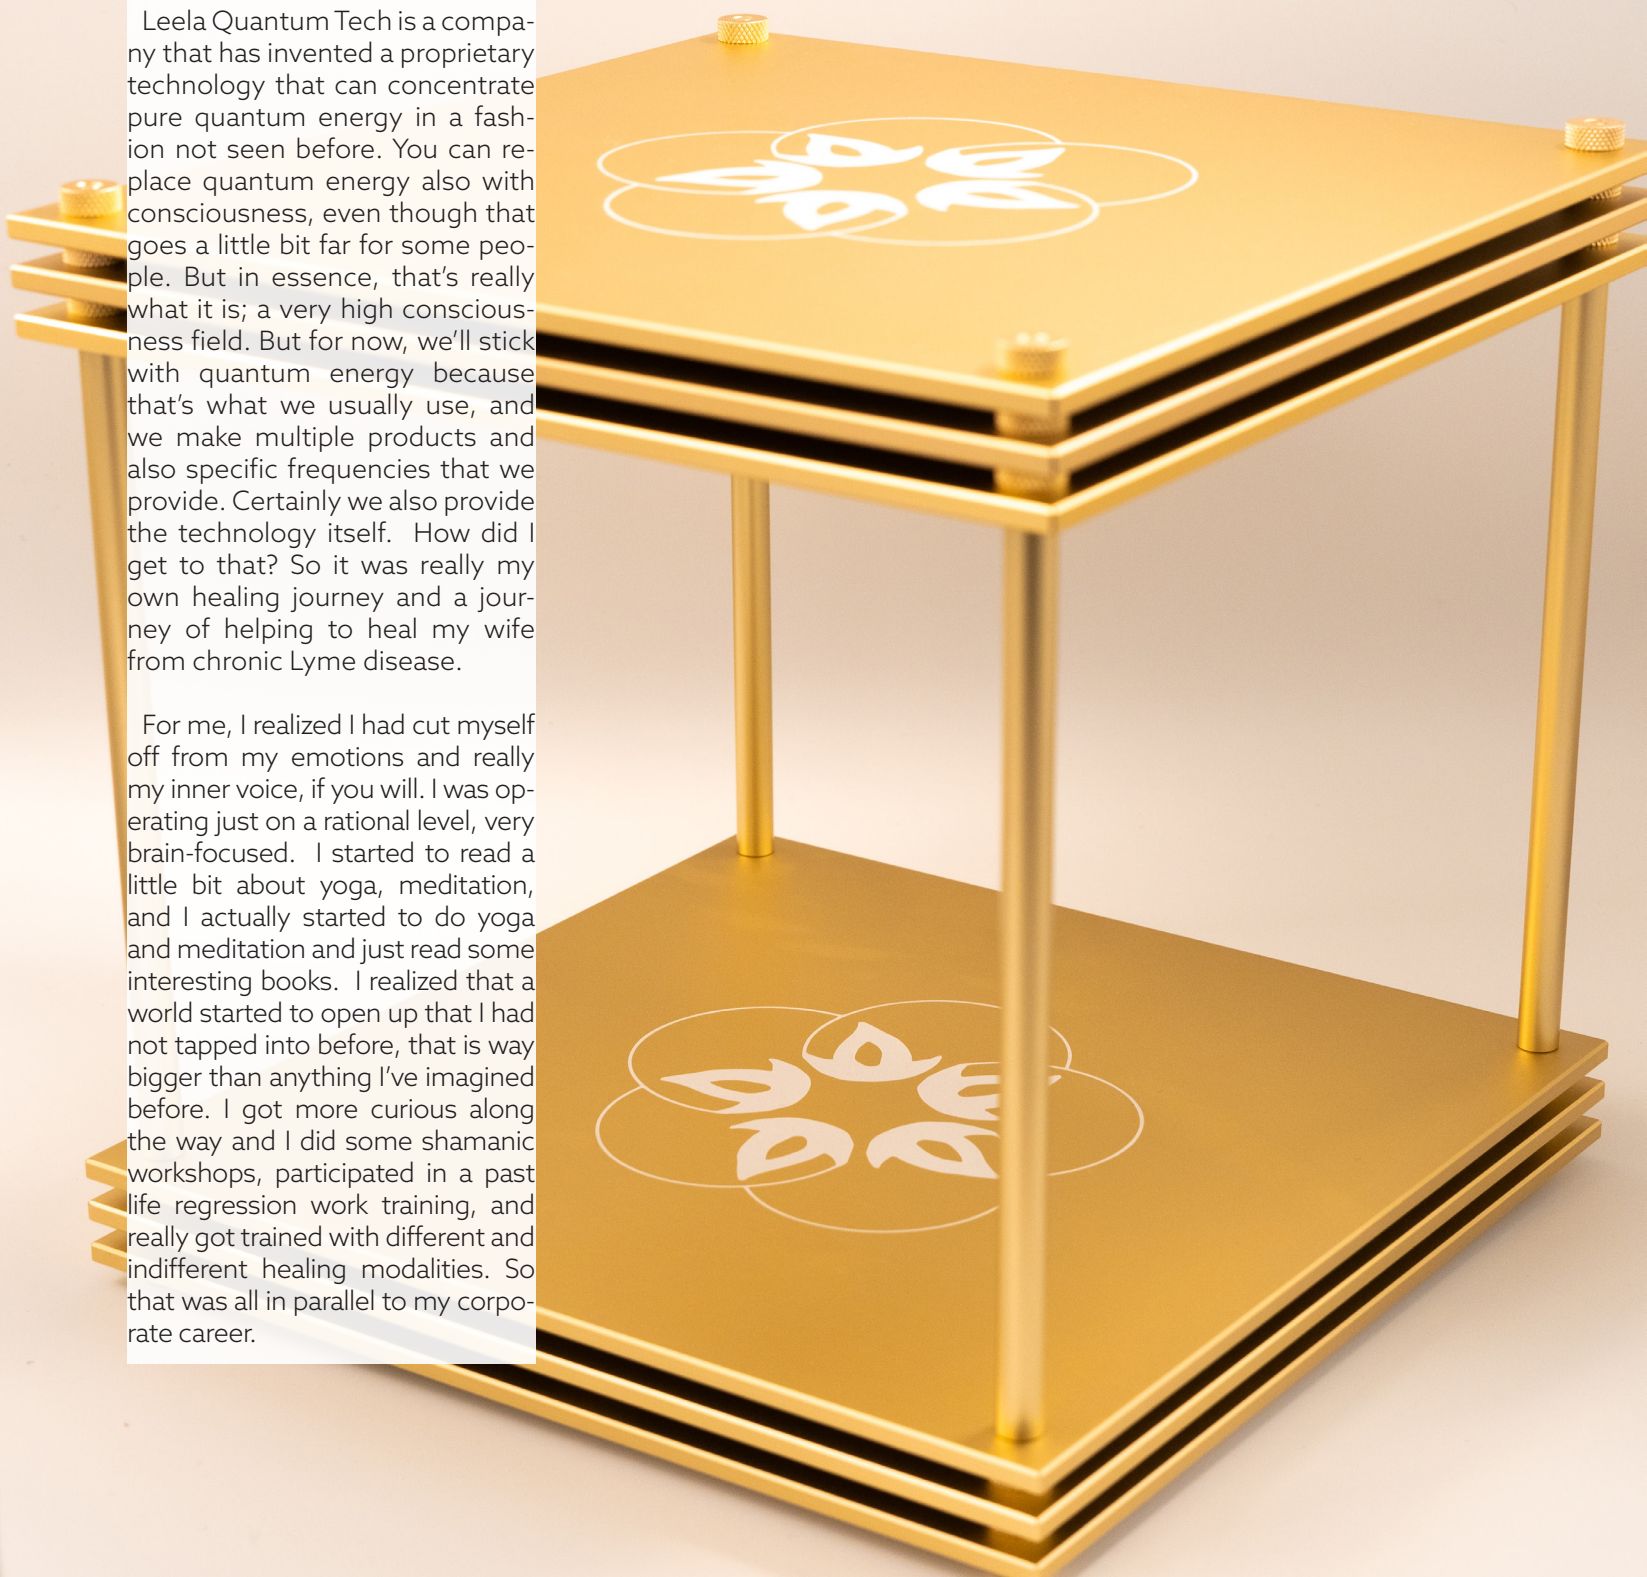 Leela Quantum Tech is a compa-
ny that has invented a proprietary
technology that can concentrate
pure quantum energy in a fash-
ion not seen before. You can re-
place quantum energy also with
consciousness, even though that
goes a little bit far for some peo-
ple. But in essence, that's really
what it is; a very high conscious-
ness field. But for now, we'll stick
with quantum energy because
that's what we usually use, and
we make multiple products and
also specific frequencies that we
provide. Certainly we also provide
the technology itself.  How did I
get to that? So it was really my
own healing journey and a jour-
ney of helping to heal my wife
from chronic Lyme disease.
For me, I realized I had cut myself
off from my emotions and really
my inner voice, if you will. I was op-
erating just on a rational level, very
brain-focused.  I started to read a
little bit about yoga, meditation,
and I actually started to do yoga
and meditation and just read some
interesting books.  I realized that a
world started to open up that I had
not tapped into before, that is way
bigger than anything I've imagined
before. I got more curious along
the way and I did some shamanic
workshops, participated in a past
life regression work training, and
really got trained with different and
indifferent healing modalities. So
that was all in parallel to my corpo-
rate career.